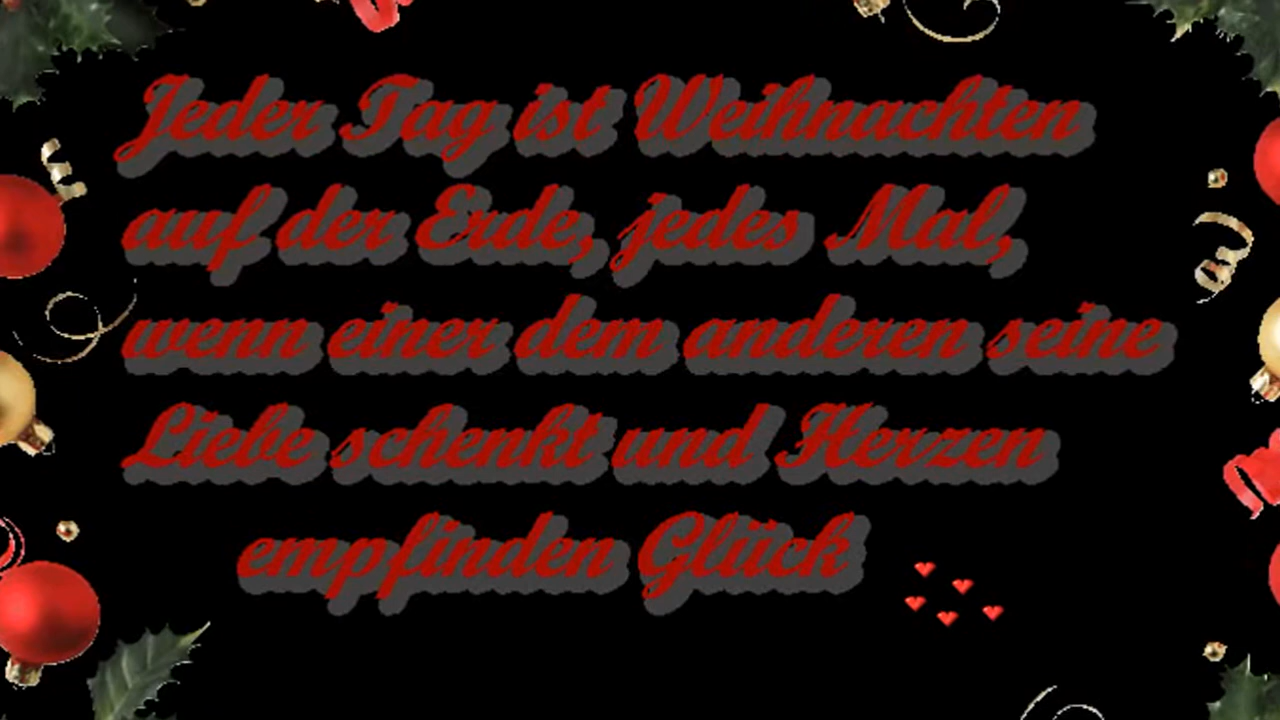 Jeder Tag ist Weihnachten
auf der Erde, jedes Mal,
wenn einer dem anderen seine
Liebe schenkt und Herzen
empfinden Glück